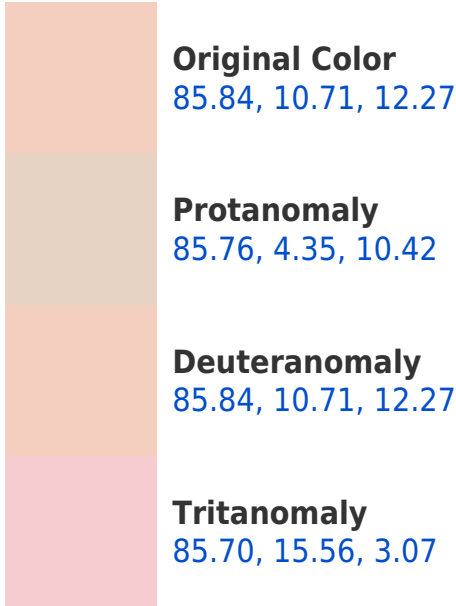 Original Color
85.84, 10.71, 12.27
Protanomaly
85.76, 4.35, 10.42
Deuteranomaly
85.84, 10.71, 12.27
Tritanomaly
85.70, 15.56, 3.07